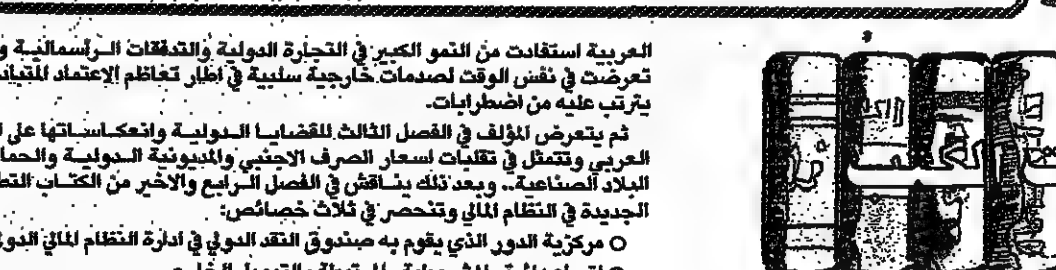 العربية استفادت من النمو الكبير في التجارة الدولية والتدفقات الرأسمالية و
تعرضت في نفس الوقت لصدمات خارجية سلبية في اطار تعاظم الاعتماد المتباد
يترتب عليه من اضطرابات.
ثم يتعرض المؤلف في الفصل الثالث للقضايا الدولية وانعكاساتها على ا
العربي وتتمثل في تقلبات اسعار الصرف الاجنبي والمديونية الدولية والحما
البلاد الصناعية.. وبعد ذلك يناقش في الفصل الرابع والاخير من الكتاب التط
الجديدة في النظام المالي وتنحصر في ثلاث خصائص:
○ مركزية الدور الذي يقوم به صندوق النقد الدولي في ادارة النظام المالي الدول